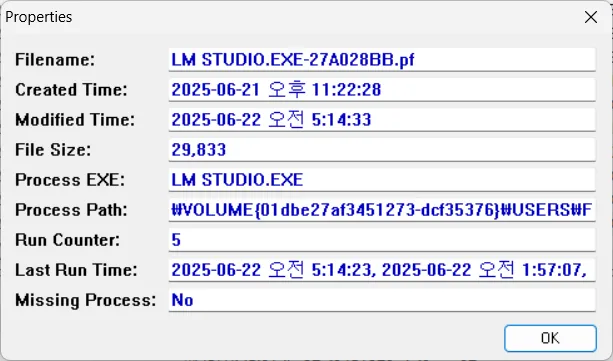 Properties
Filename: LM STUDIO.EXE-27A028BB.pf
Created Time: 2025-06-21 오후 11:22:28
Modified Time: 2025-06-22 오전 5:14:33
File Size: 29,833
Process EXE: LM STUDIO.EXE
Process Path: ₩VOLUME{01dbe27af3451273-dcf35376}₩USERS₩F
Run Counter: 5
Last Run Time: 2025-06-22 오전 5:14:23, 2025-06-22 오전 1:57:07,
Missing Process: No
OK